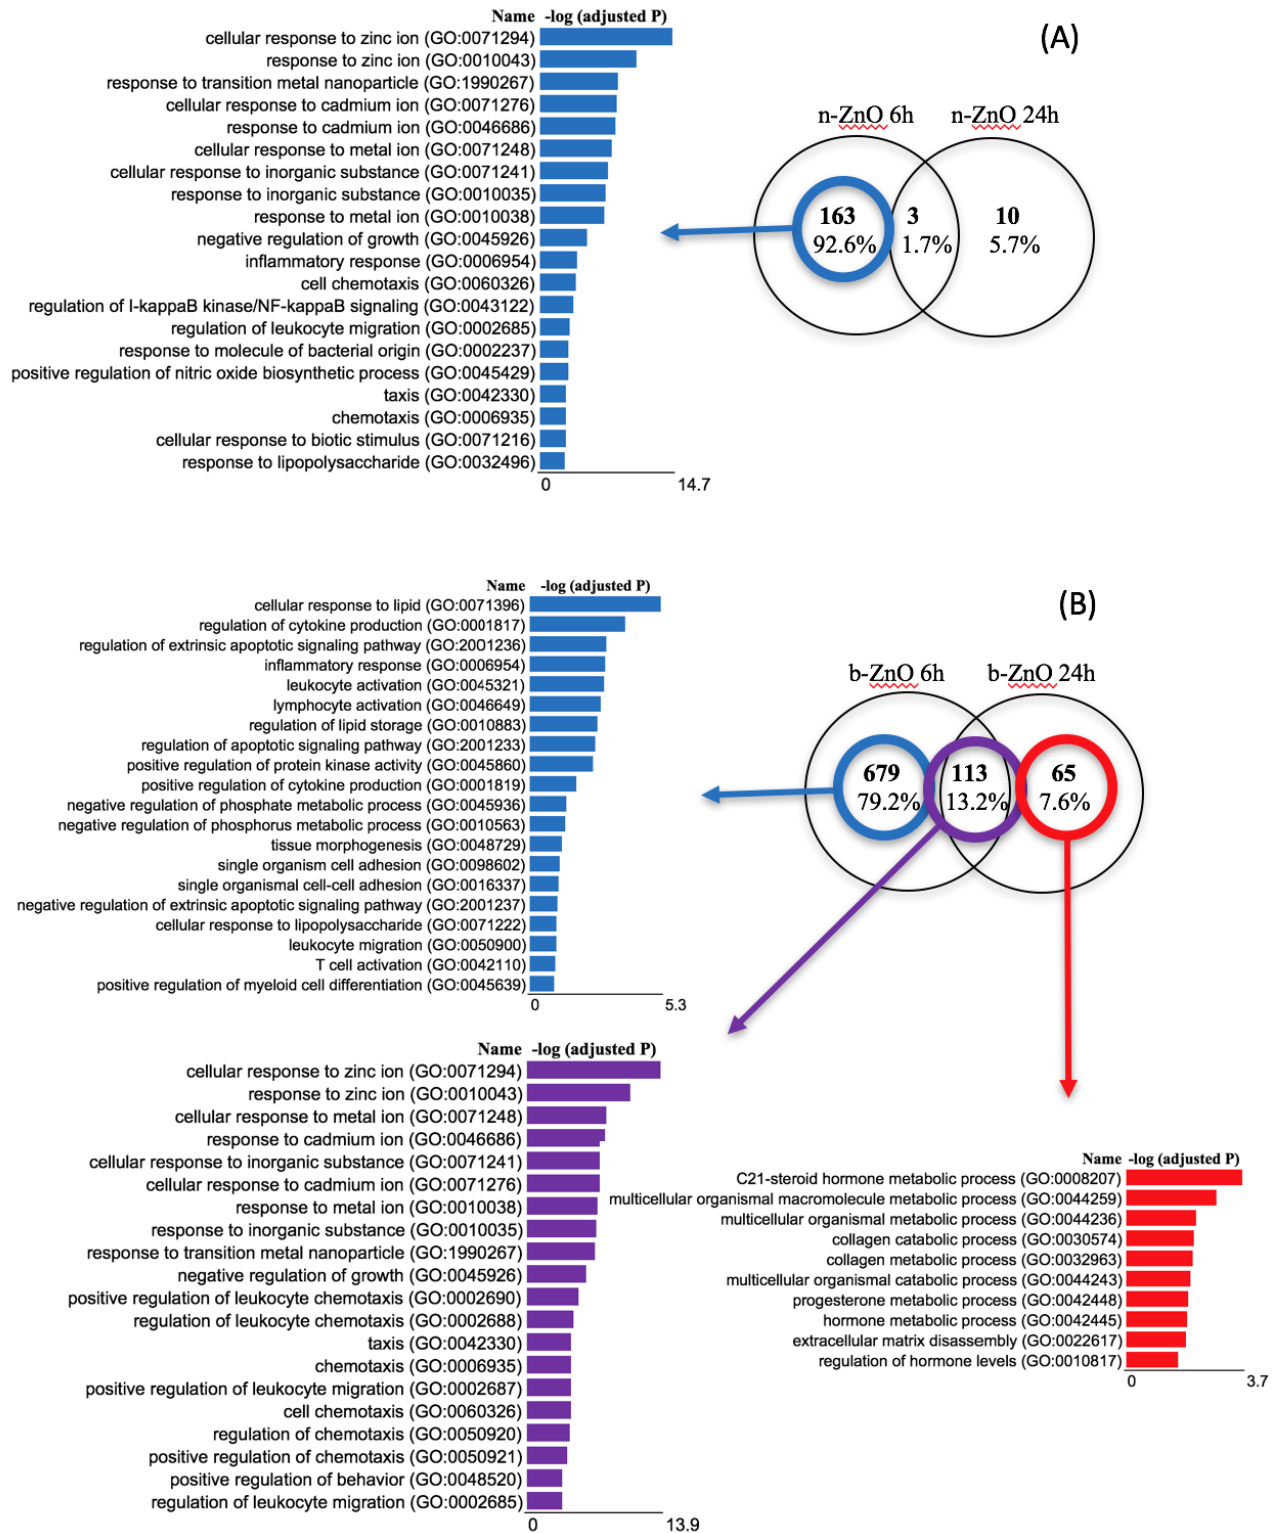 Name -log (adjusted P)
cellular response to zinc ion (GO:0071294)
response to zinc ion (GO:0010043)
response to transition metal nanoparticle (GO:1990267)
cellular response to cadmium ion (GO:0071276)
response to cadmium ion (GO:0046686)
cellular response to metal ion (GO:0071248)
cellular response to inorganic substance (GO:0071241)
response to inorganic substance (GO:0010035)
response to metal ion (GO:0010038)
negative regulation of growth (GO:0045926)
inflammatory response (GO:0006954)
cell chemotaxis (GO:0060326)
regulation of I-kappaB kinase/NF-kappaB signaling (GO:0043122)
regulation of leukocyte migration (GO:0002685)
response to molecule of bacterial origin (GO:0002237)
positive regulation of nitric oxide biosynthetic process (GO:0045429)
taxis (GO:0042330)
chemotaxis (GO:0006935)
cellular response to biotic stimulus (GO:0071216)
response to lipopolysaccharide (GO:0032496)
0 14.7
(A)
n-ZnO 6h n-ZnO 24h
163 3 10
92.6% 1.7% 5.7%
Name -log (adjusted P)
cellular response to lipid (GO:0071396)
regulation of cytokine production (GO:0001817)
regulation of extrinsic apoptotic signaling pathway (GO:2001236)
inflammatory response (GO:0006954)
leukocyte activation (GO:0045321)
lymphocyte activation (GO:0046649)
regulation of lipid storage (GO:0010883)
regulation of apoptotic signaling pathway (GO:2001233)
positive regulation of protein kinase activity (GO:0045860)
positive regulation of cytokine production (GO:0001819)
negative regulation of phosphate metabolic process (GO:0045936)
negative regulation of phosphorus metabolic process (GO:0010563)
tissue morphogenesis (GO:0048729)
single organism cell adhesion (GO:0098602)
single organismal cell-cell adhesion (GO:0016337)
negative regulation of extrinsic apoptotic signaling pathway (GO:2001237)
cellular response to lipopolysaccharide (GO:0071222)
leukocyte migration (GO:0050900)
T cell activation (GO:0042110)
positive regulation of myeloid cell differentiation (GO:0045639)
0 5.3
(B)
b-ZnO 6h b-ZnO 24h
679 113 65
79.2% 13.2% 7.6%
Name -log (adjusted P)
cellular response to zinc ion (GO:0071294)
response to zinc ion (GO:0010043)
cellular response to metal ion (GO:0071248)
response to cadmium ion (GO:0046686)
cellular response to inorganic substance (GO:0071241)
cellular response to cadmium ion (GO:0071276)
response to metal ion (GO:0010038)
response to inorganic substance (GO:0010035)
response to transition metal nanoparticle (GO:1990267)
negative regulation of growth (GO:0045926)
positive regulation of leukocyte chemotaxis (GO:0002690)
regulation of leukocyte chemotaxis (GO:0002688)
taxis (GO:0042330)
chemotaxis (GO:0006935)
positive regulation of leukocyte migration (GO:0002687)
cell chemotaxis (GO:0060326)
regulation of chemotaxis (GO:0050920)
positive regulation of chemotaxis (GO:0050921)
positive regulation of behavior (GO:0048520)
regulation of leukocyte migration (GO:0002685)
0 13.9
Name -log (adjusted P)
C21-steroid hormone metabolic process (GO:0008207)
multicellular organismal macromolecule metabolic process (GO:0044259)
multicellular organismal metabolic process (GO:0044236)
collagen catabolic process (GO:0030574)
collagen metabolic process (GO:0032963)
multicellular organismal catabolic process (GO:0044243)
progesterone metabolic process (GO:0042448)
hormone metabolic process (GO:0042445)
extracellular matrix disassembly (GO:0022617)
regulation of hormone levels (GO:0010817)
0 3.7